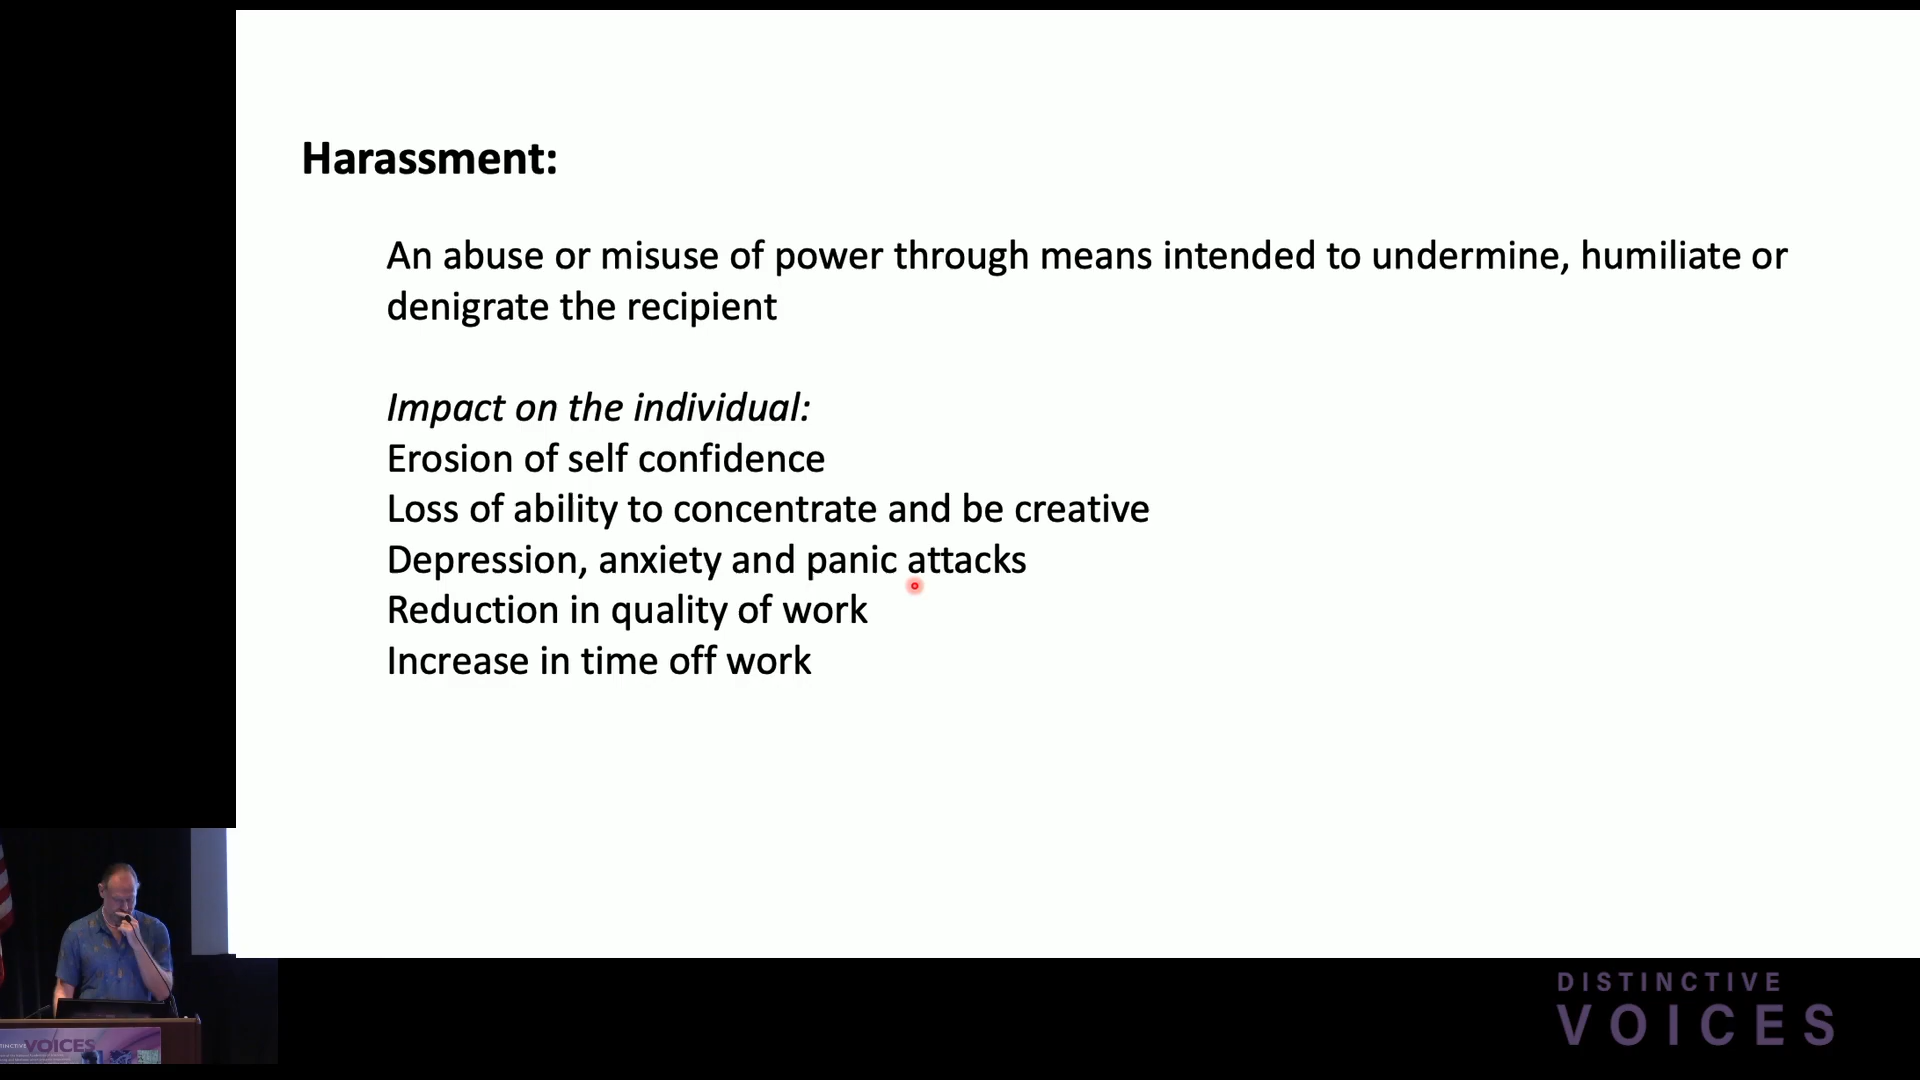 Harassment:
An abuse or misuse of power through means intended to undermine, humiliate or
denigrate the recipient
Impact on the individual:
Erosion of self confidence
Loss of ability to concentrate and be creative
Depression, anxiety and panic attacks
Reduction in quality of work
Increase in time off work
VOICES
DISTINCTIVE
VOICES